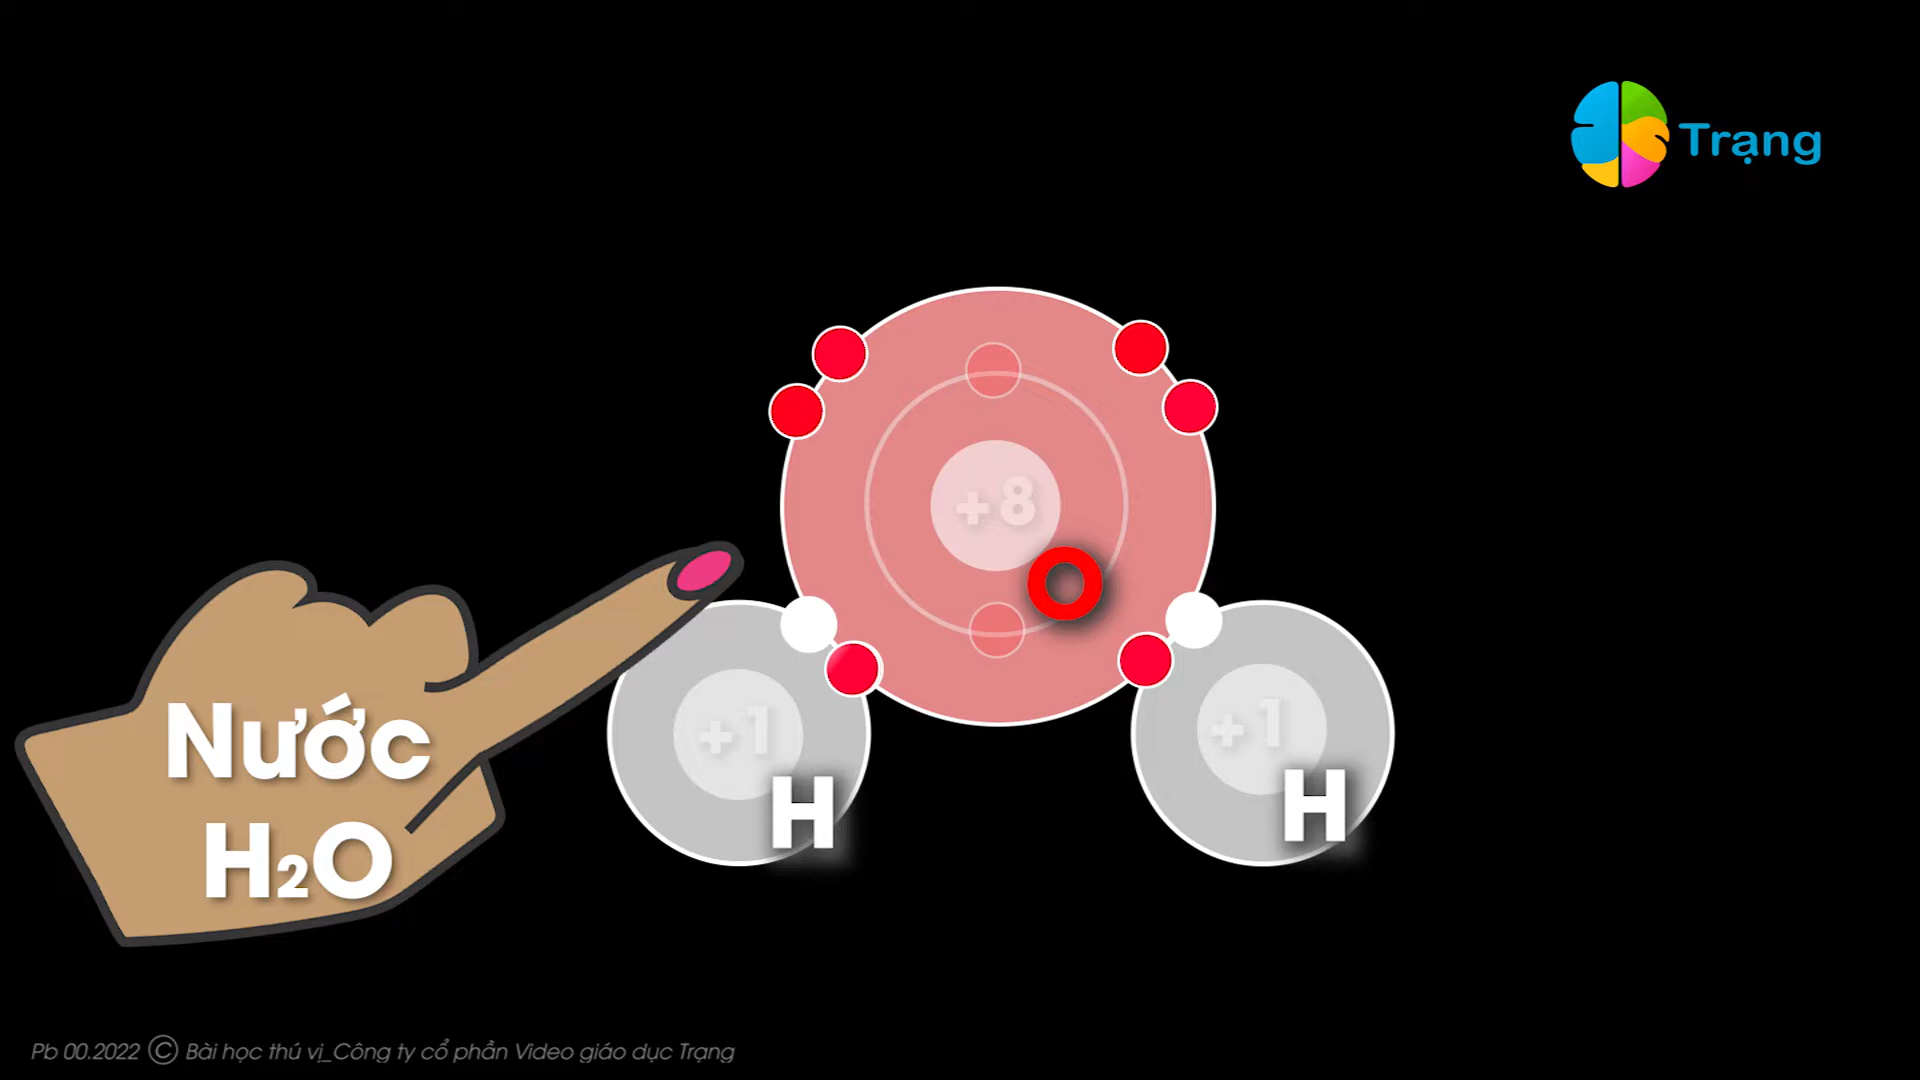 Trạng
+8
O
+1
H
+1
H
Nước
H₂O
Pb 00.2022 © Bài học thú vị_Công ty cổ phần Video giáo dục Trạng